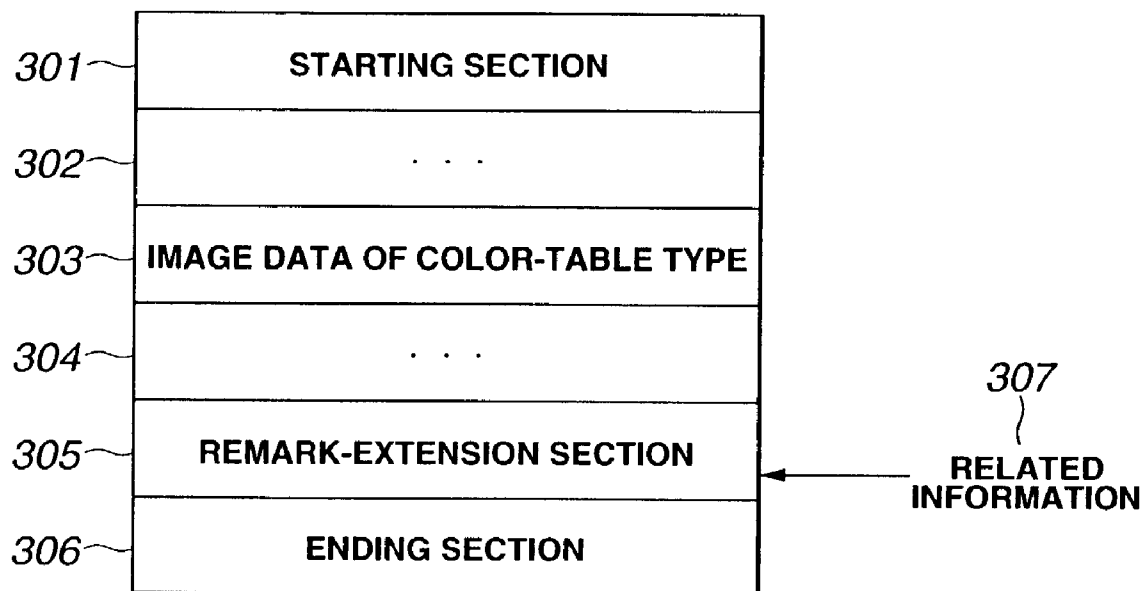 301 STARTING SECTION
302 . . .
303 IMAGE DATA OF COLOR-TABLE TYPE
304 . . .
307
305 REMARK-EXTENSION SECTION
RELATED
INFORMATION
306 ENDING SECTION